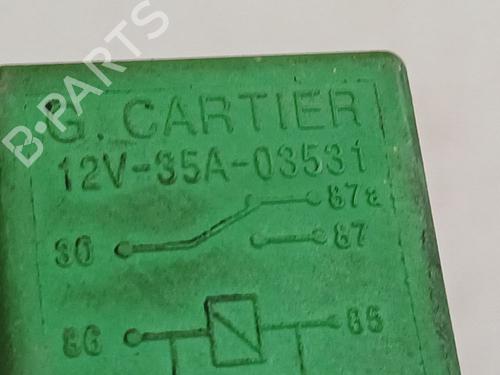 B-PARTS
G. CARTIER
12V-35A-03531
87a
30 87
86 85